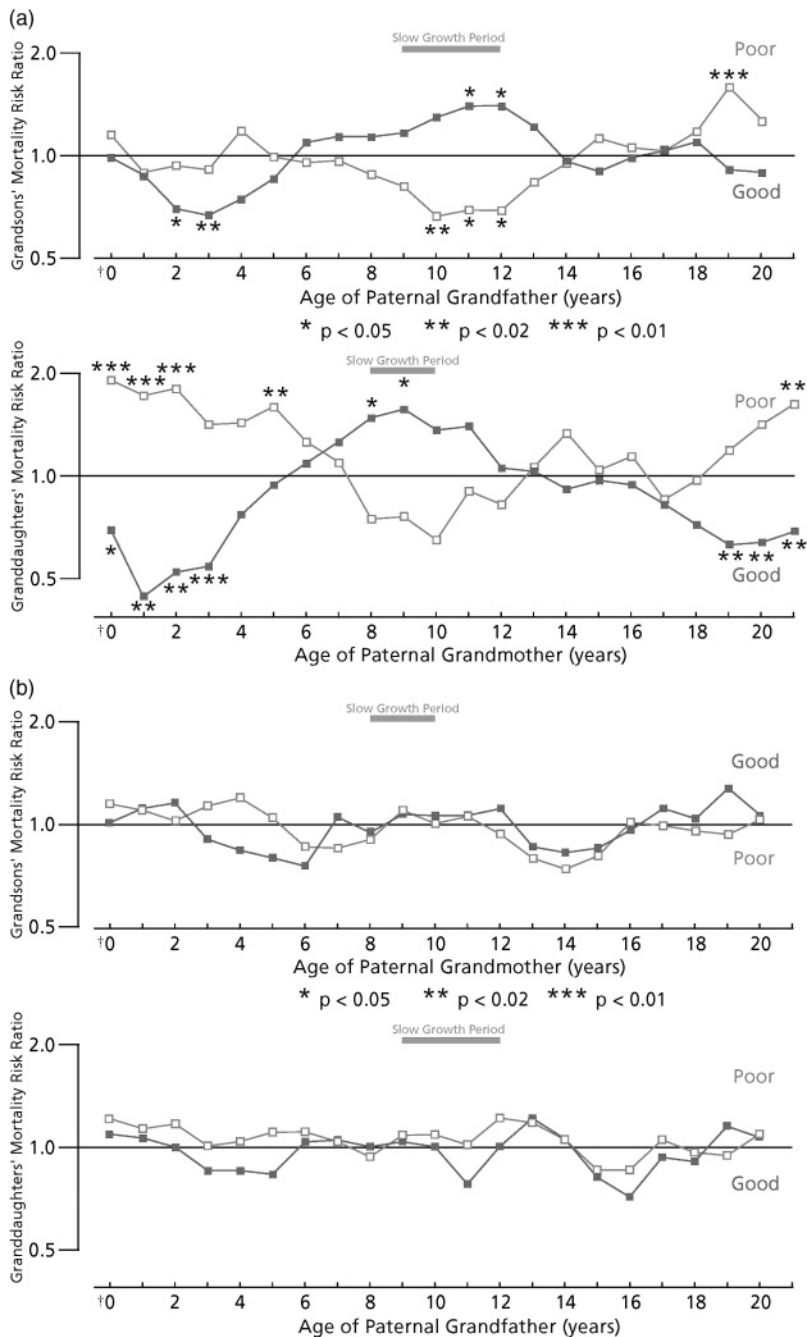 (a)
Slow Growth Period
Poor
2.0
***
* *
1.0
Good
* ** ** * *
0.5
Grandsons' Mortality Risk Ratio
†0 2 4 6 8 10 12 14 16 18 20
Age of Paternal Grandfather (years)
* p < 0.05 ** p < 0.02 *** p < 0.01
Slow Growth Period
*** *** *** ** * * **
2.0
Poor
1.0
* ** ** *** ** ** **
0.5
Good
Granddaughters' Mortality Risk Ratio
†0 2 4 6 8 10 12 14 16 18 20
Age of Paternal Grandmother (years)
(b)
Slow Growth Period
2.0
Good
1.0
Poor
0.5
Grandsons' Mortality Risk Ratio
†0 2 4 6 8 10 12 14 16 18 20
Age of Paternal Grandmother (years)
* p < 0.05 ** p < 0.02 *** p < 0.01
Slow Growth Period
2.0
Poor
1.0
Good
0.5
Granddaughters' Mortality Risk Ratio
†0 2 4 6 8 10 12 14 16 18 20
Age of Paternal Grandfather (years)